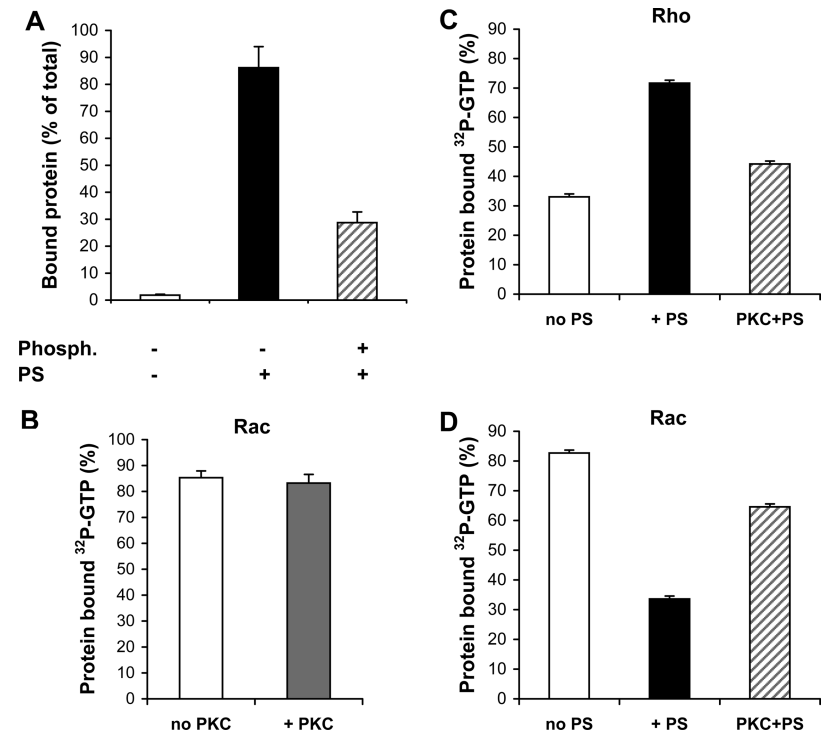 A
Bound protein (% of total)
100
90
80
70
60
50
40
30
20
10
0
Phosph. - - +
PS - + +
C
Rho
Protein bound ³²P-GTP (%)
90
80
70
60
50
40
30
20
10
0
no PS + PS PKC+PS
B
Rac
Protein bound ³²P-GTP (%)
100
90
80
70
60
50
40
30
20
10
0
no PKC + PKC
D
Rac
Protein bound ³²P-GTP (%)
90
80
70
60
50
40
30
20
10
0
no PS + PS PKC+PS